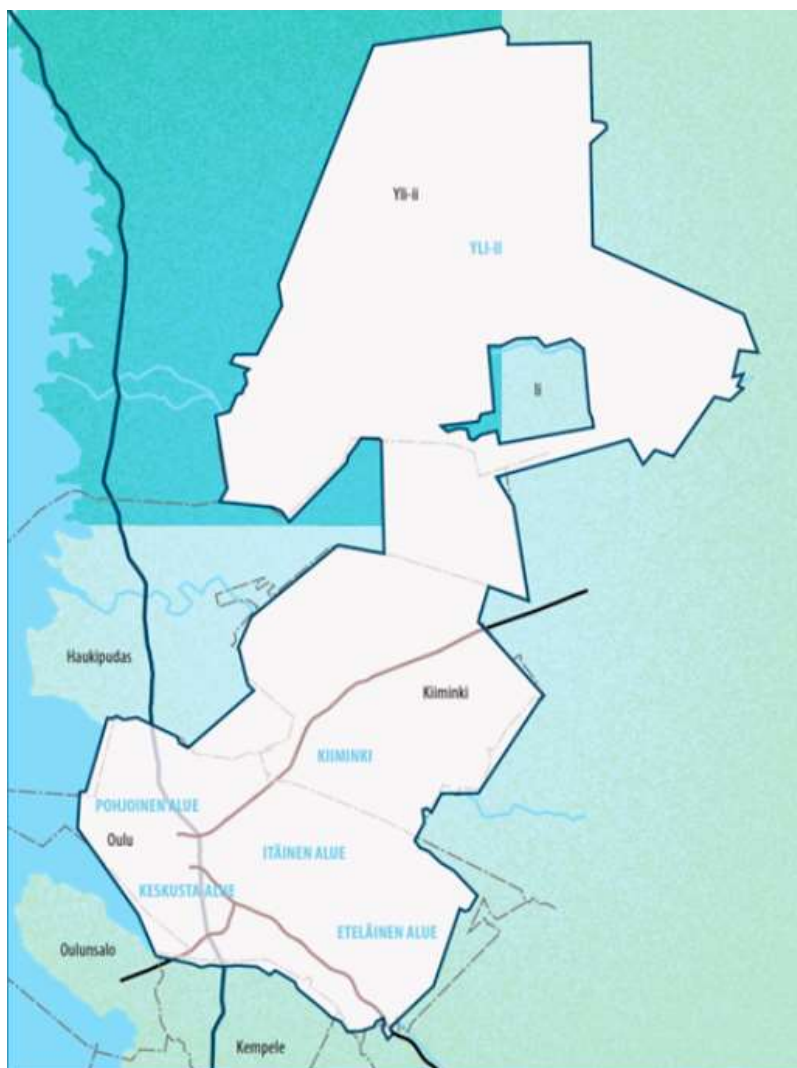 Yli-Ii
YLI-II
Ii
Haukipudas
Kiiminki
KIIMINKI
POHJOINEN ALUE
Oulu
ITÄINEN ALUE
KESKUSTA-ALUE
ETELÄINEN ALUE
Oulunsalo
Kempele